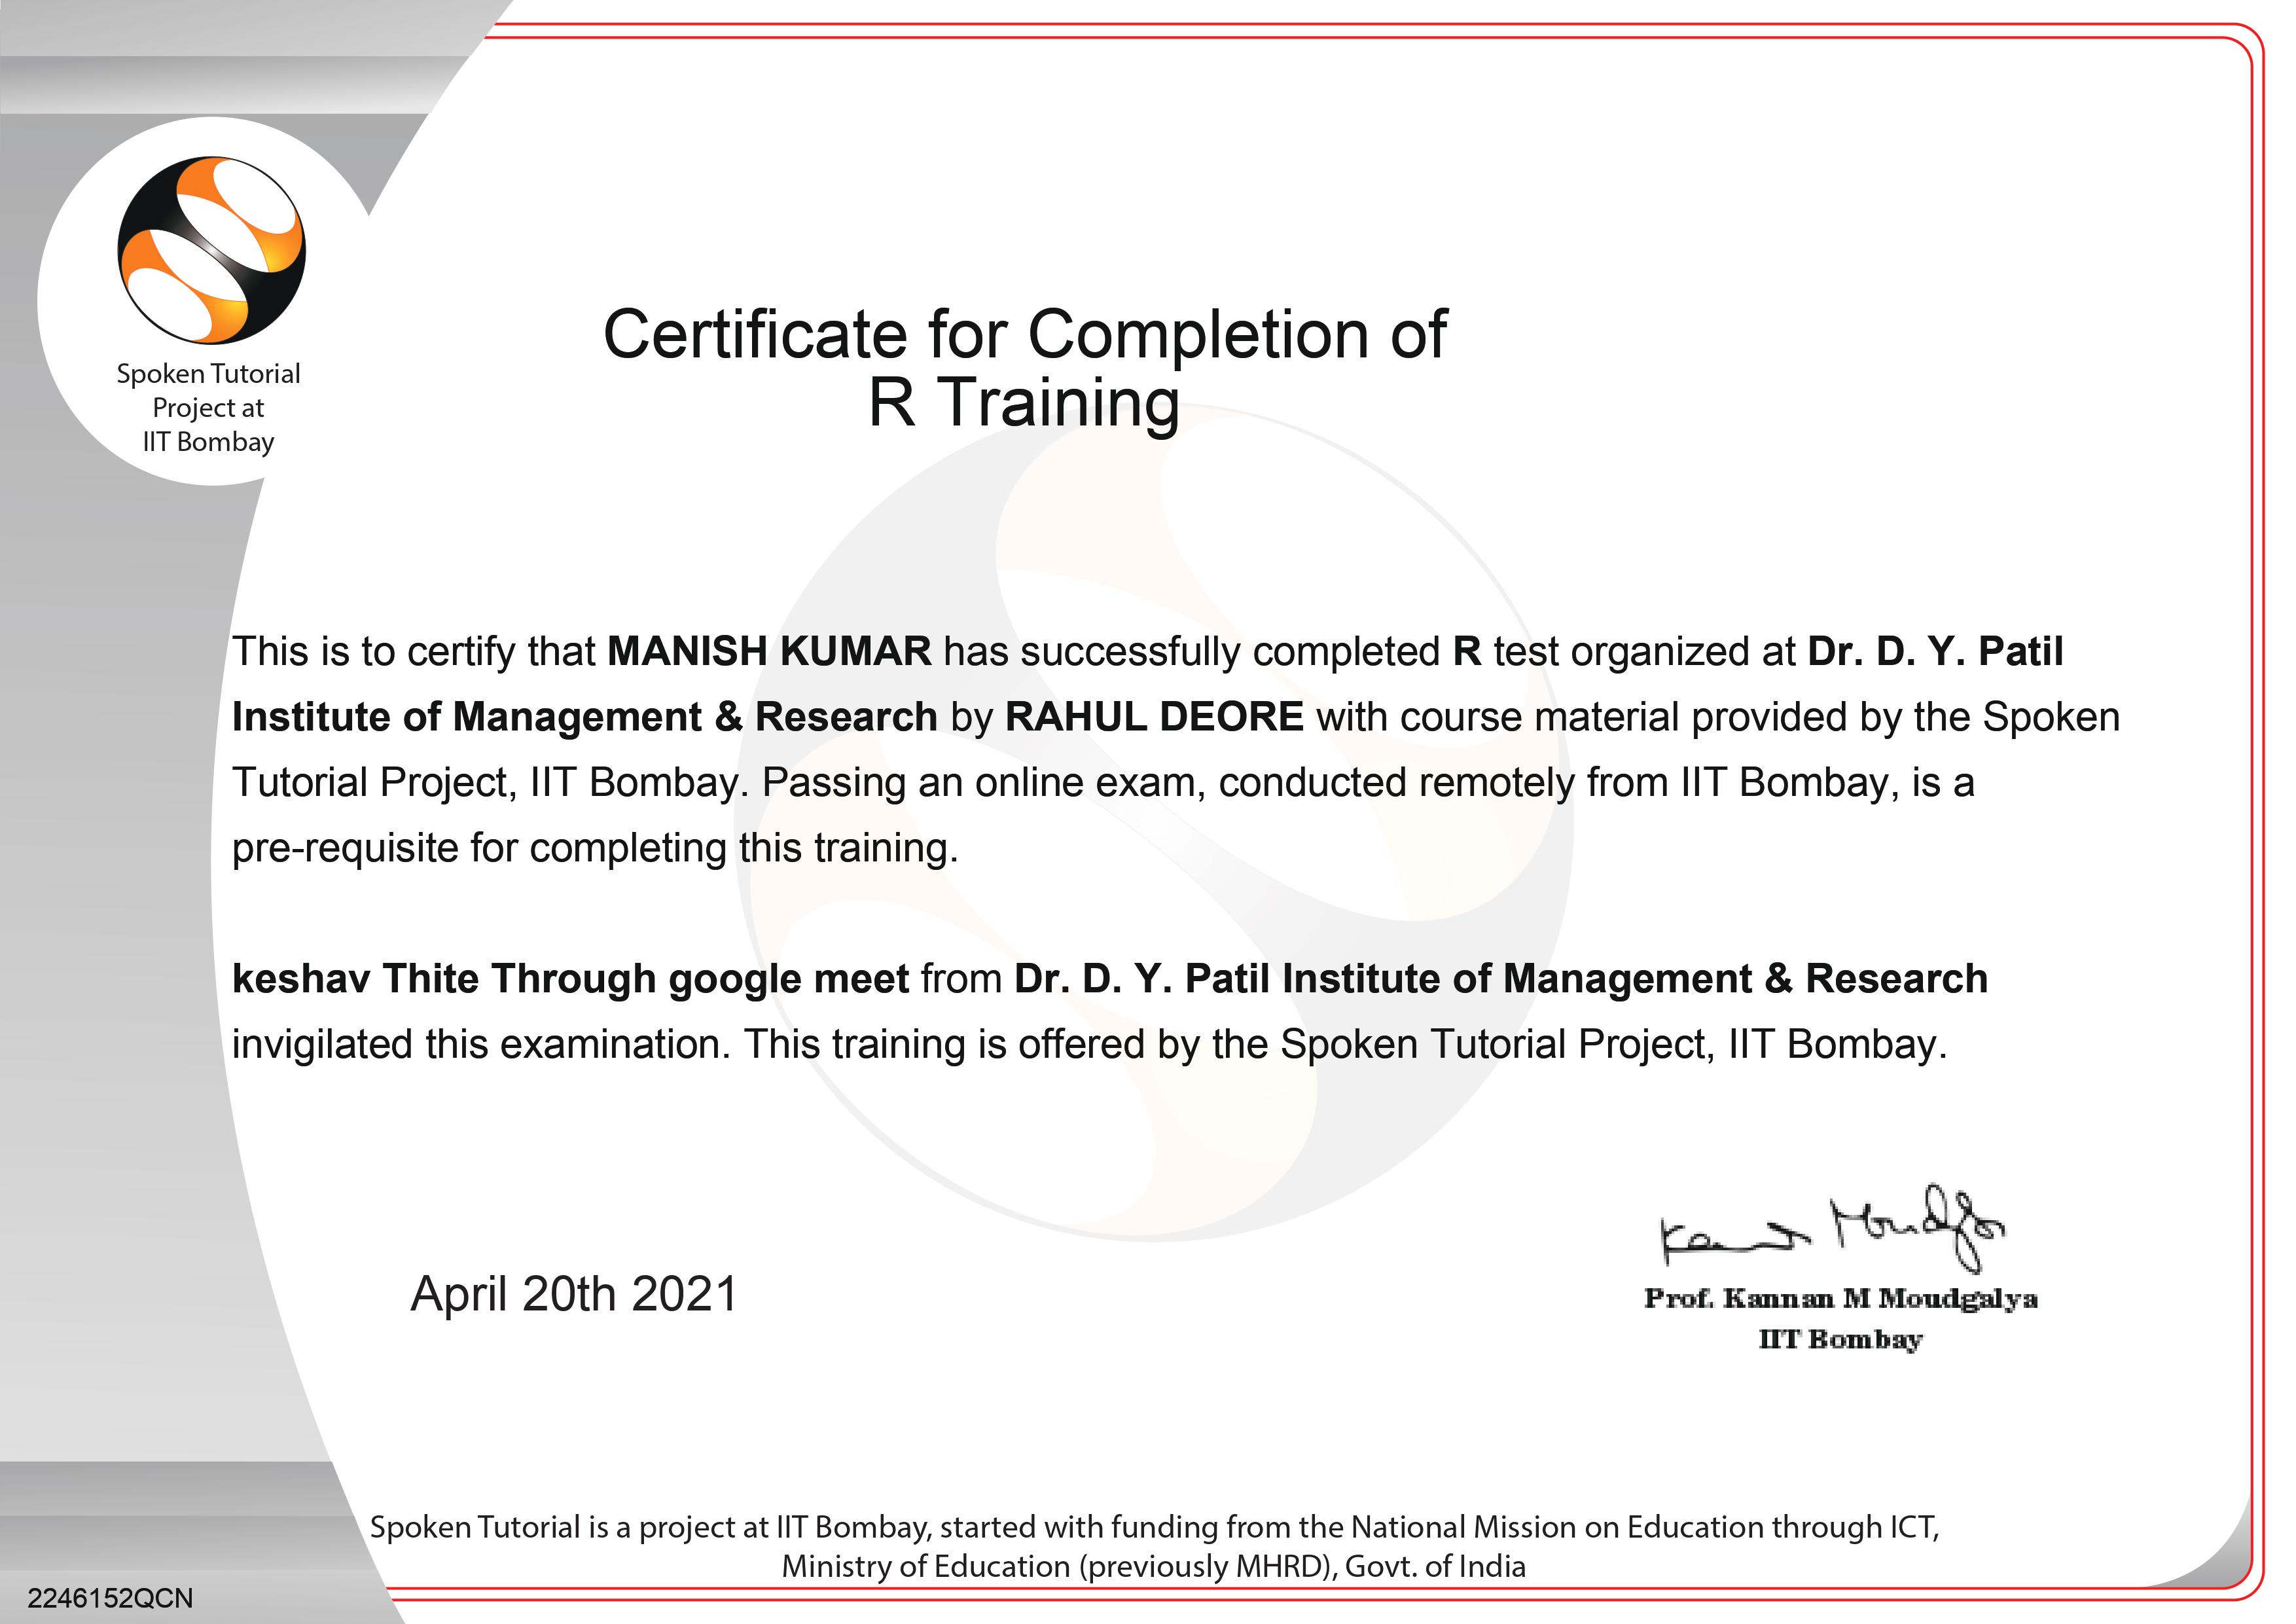 Spoken Tutorial
Project at
IIT Bombay
Certificate for Completion of
R Training
This is to certify that MANISH KUMAR has successfully completed R test organized at Dr. D. Y. Patil
Institute of Management & Research by RAHUL DEORE with course material provided by the Spoken
Tutorial Project, IIT Bombay. Passing an online exam, conducted remotely from IIT Bombay, is a
pre-requisite for completing this training.
keshav Thite Through google meet from Dr. D. Y. Patil Institute of Management & Research
invigilated this examination. This training is offered by the Spoken Tutorial Project, IIT Bombay.
April 20th 2021
Prof. Kannan M Moudgalya
IIT Bombay
Spoken Tutorial is a project at IIT Bombay, started with funding from the National Mission on Education through ICT,
Ministry of Education (previously MHRD), Govt. of India
2246152QCN